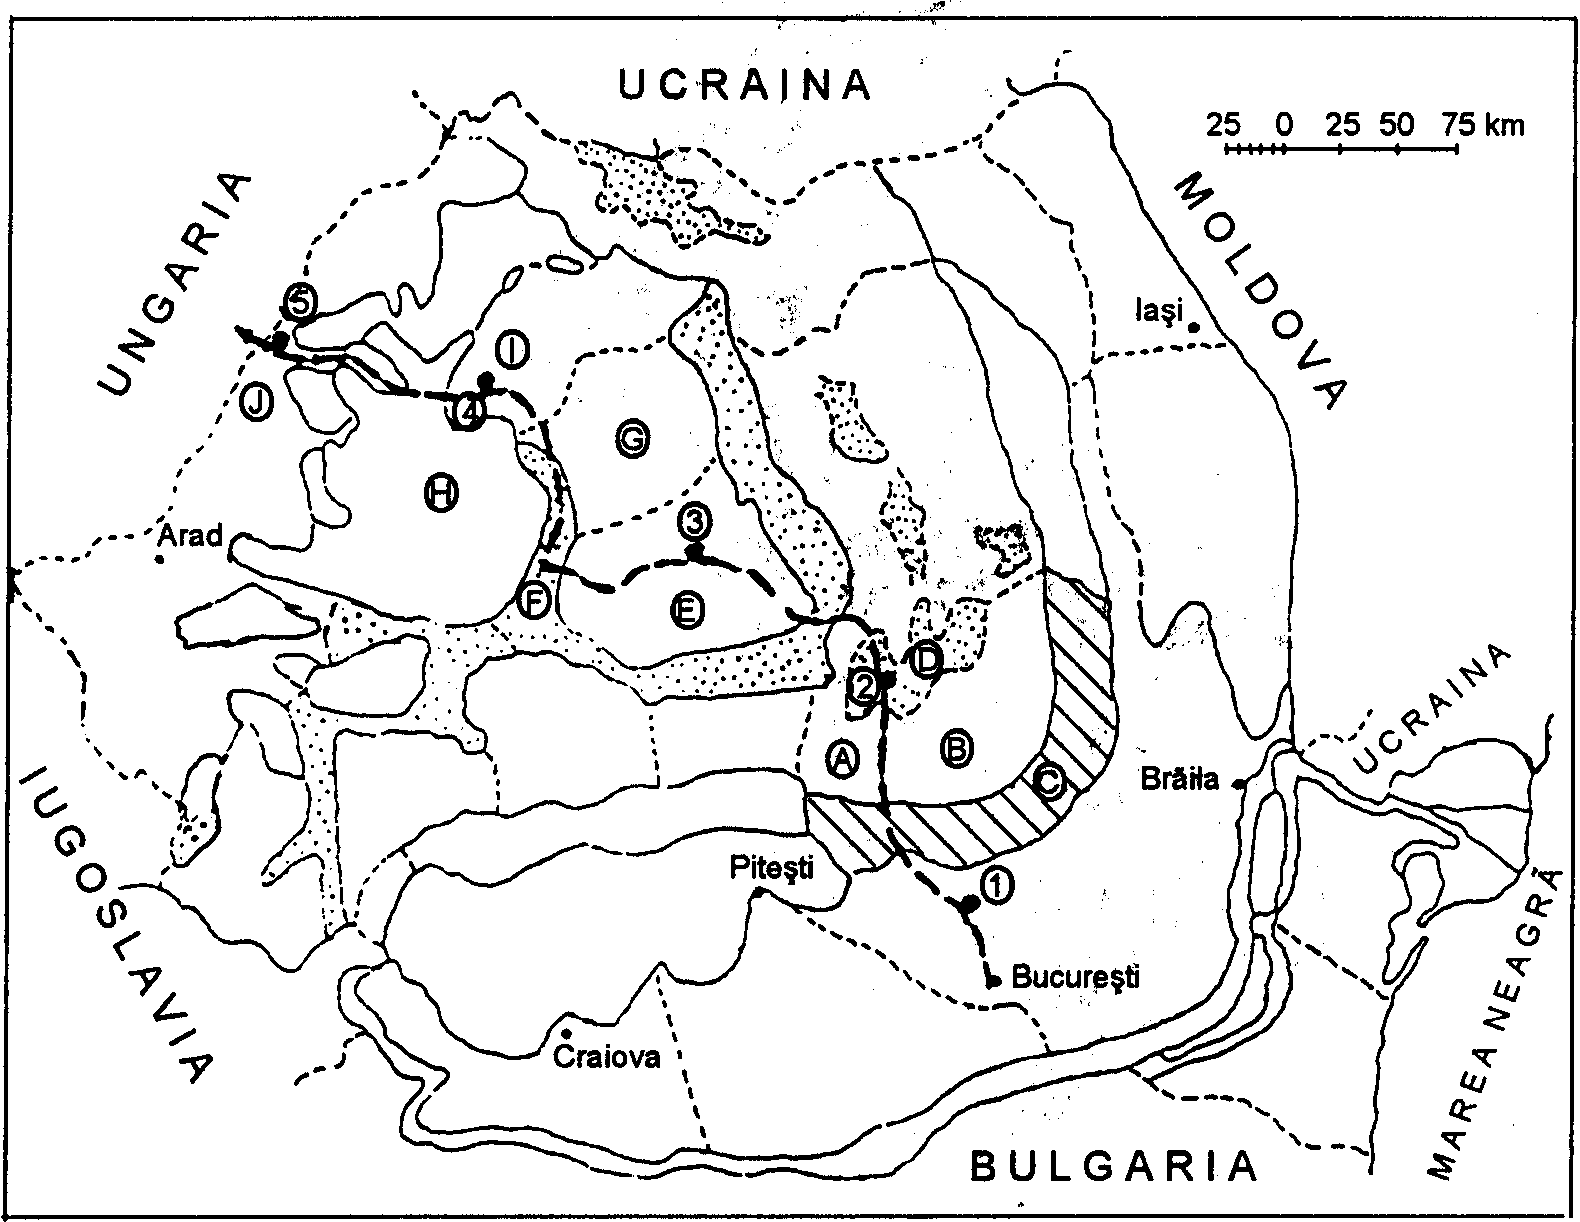 UCRAINA
25 0 25 50 75 km
UNGARIA
MOLDOVA
5
Iaşi
I
J
4
G
H
3
Arad
F
E
D
2
UCRAINA
A
B
C
Brăila
IUGOSLAVIA
Piteşti
1
MAREA NEAGRĂ
Bucureşti
Craiova
BULGARIA